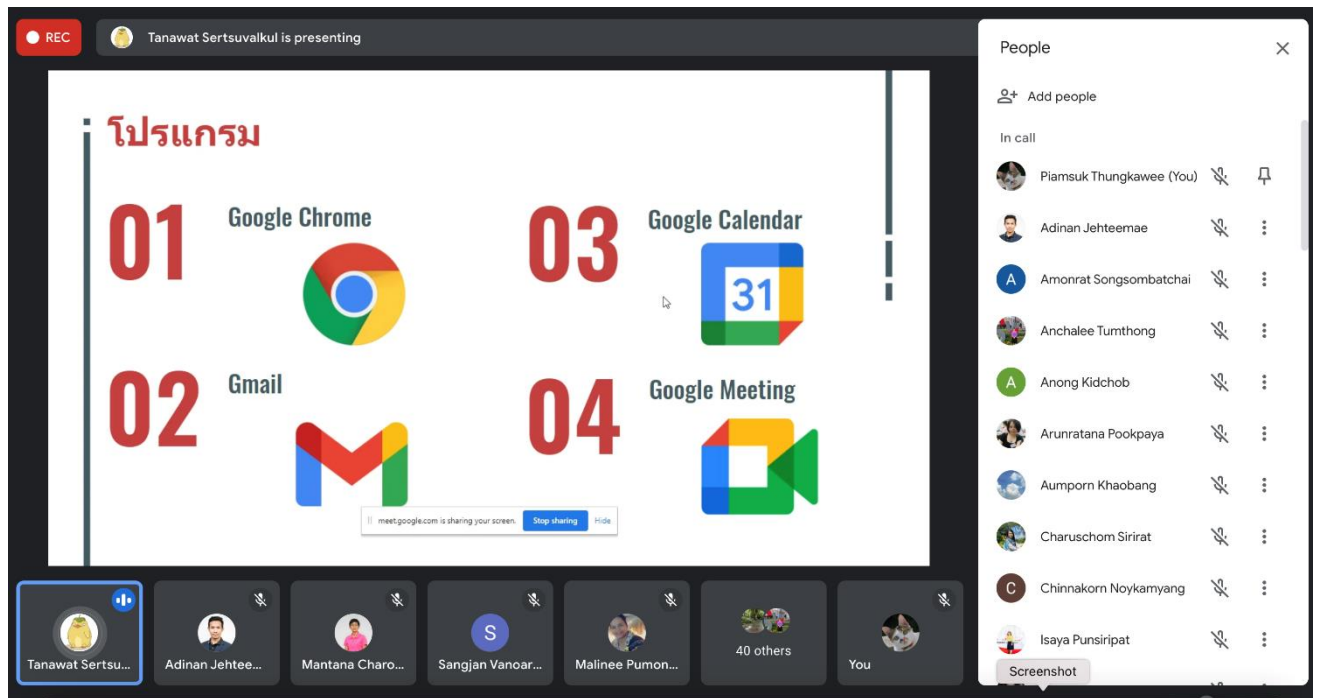 REC
Tanawat Sertsuvalkul is presenting
โปรแกรม
01
Google Chrome
02
Gmail
03
Google Calendar
31
04
Google Meeting
meet.google.com is sharing your screen.
Stop sharing
Hide
Tanawat Sertsu...
Adinan Jehtee...
Mantana Charo...
S
Sangjan Vanoar...
Malinee Pumon...
40 others
You
People
Add people
In call
Piamsuk Thungkawee (You)
Adinan Jehteemae
A
Amonrat Songsombatchai
Anchalee Tumthong
A
Anong Kidchob
Arunratana Pookpaya
Aumporn Khaobang
Charuschom Sirirat
C
Chinnakorn Noykamyang
Isaya Punsiripat
Screenshot